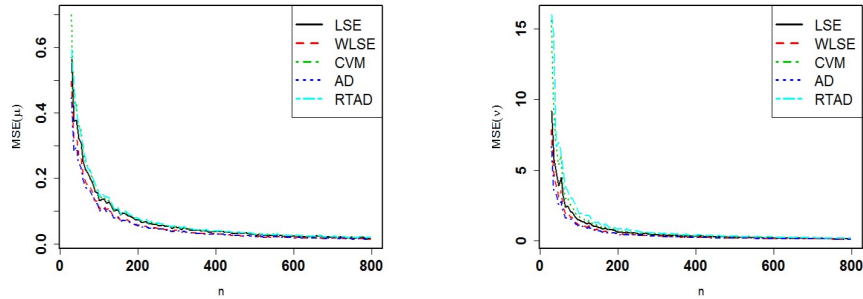 MSE(μ)
0.0
0.2
0.4
0.6
0
200
400
600
800
n
LSE
WLSE
CVM
AD
RTAD
MSE(ν)
0
5
10
15
0
200
400
600
800
n
LSE
WLSE
CVM
AD
RTAD